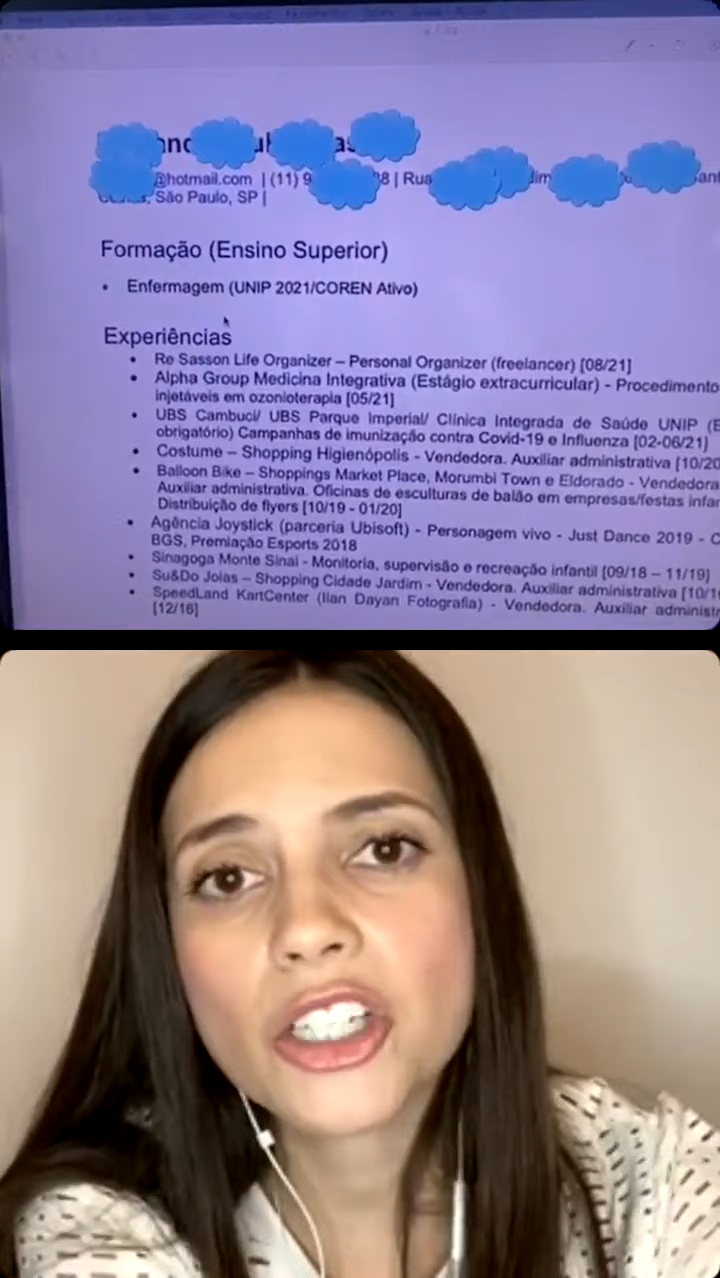 @hotmail.com | (11) 9 8 | Rua
São Paulo, SP |
Formação (Ensino Superior)
• Enfermagem (UNIP 2021/COREN Ativo)
Experiências
• Re Sasson Life Organizer – Personal Organizer (freelancer) [08/21]
• Alpha Group Medicina Integrativa (Estágio extracurricular) - Procedimento
injetáveis em ozonioterapia [05/21]
• UBS Cambuci/ UBS Parque Imperial/ Clínica Integrada de Saúde UNIP (E
obrigatório) Campanhas de imunização contra Covid-19 e Influenza [02-06/21]
• Costume – Shopping Higienópolis - Vendedora. Auxiliar administrativa [10/20
• Balloon Bike – Shoppings Market Place, Morumbi Town e Eldorado - Vendedora
Auxiliar administrativa. Oficinas de esculturas de balão em empresas/festas infan
Distribuição de flyers [10/19 - 01/20]
• Agência Joystick (parceria Ubisoft) - Personagem vivo - Just Dance 2019 - C
BGS, Premiação Esports 2018
• Sinagoga Monte Sinai - Monitoria, supervisão e recreação infantil [09/18 – 11/19]
• Su&Do Joias – Shopping Cidade Jardim - Vendedora. Auxiliar administrativa [10/1
• SpeedLand KartCenter (Ilan Dayan Fotografia) - Vendedora. Auxiliar administr
[12/16]